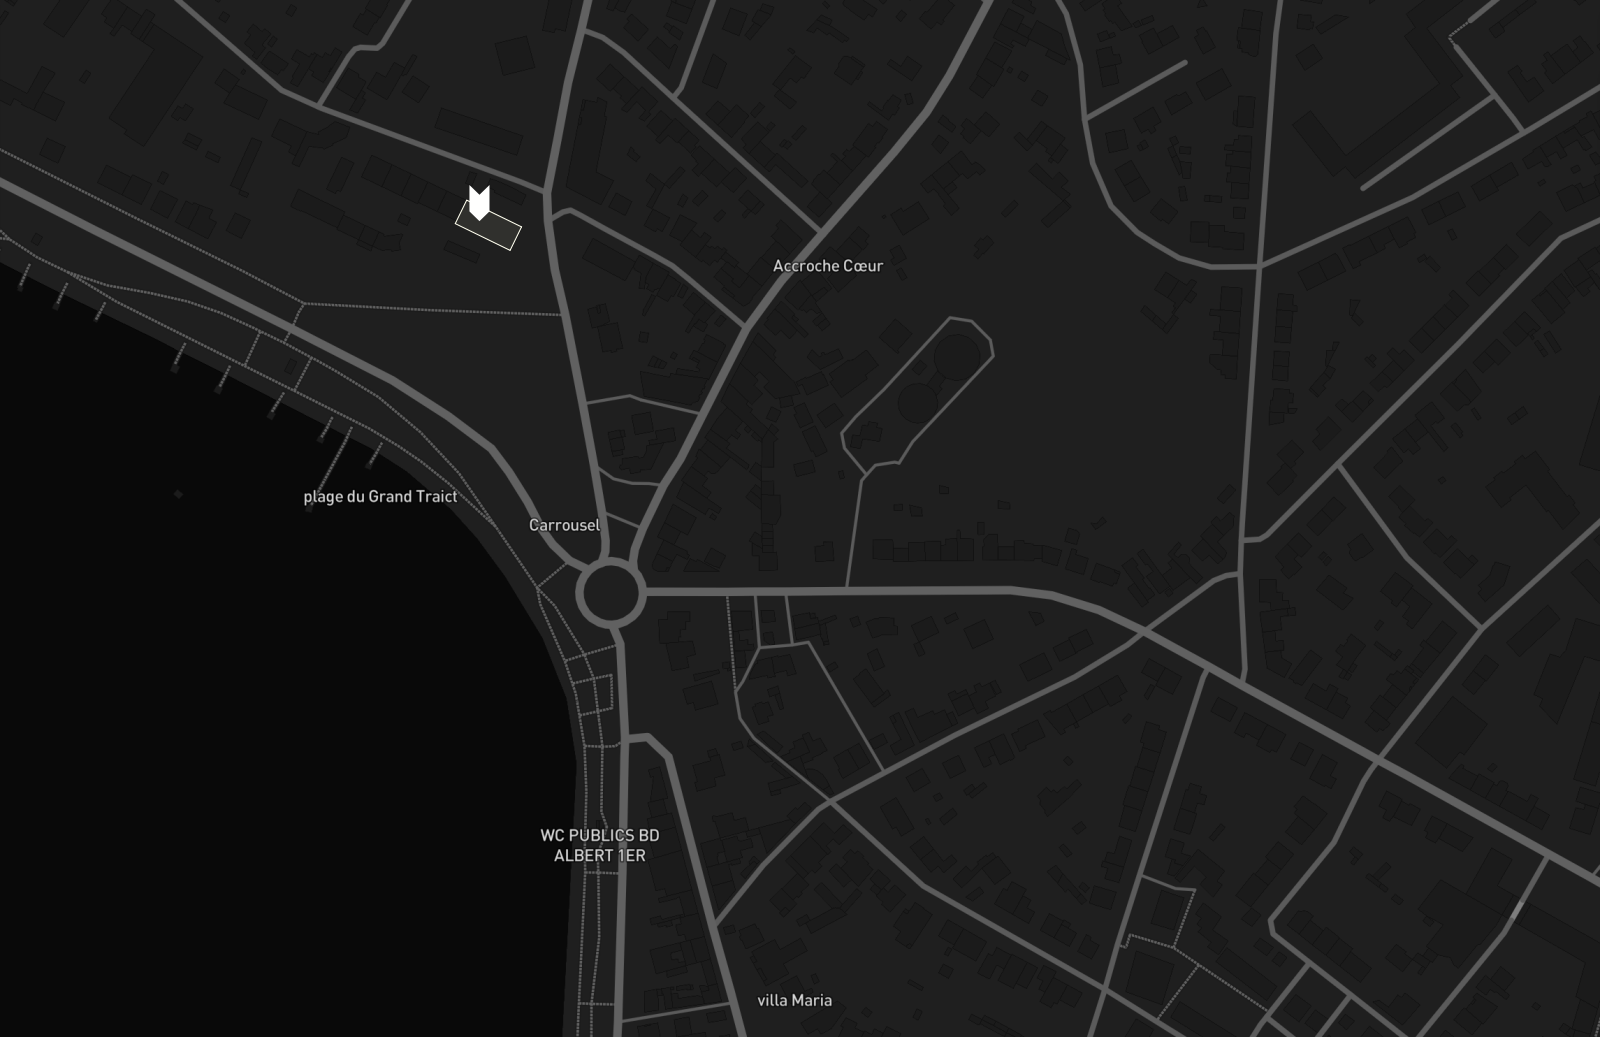 Accroche Cœur
plage du Grand Traict
Carrousel
WC PUBLICS BD
ALBERT 1ER
villa Maria